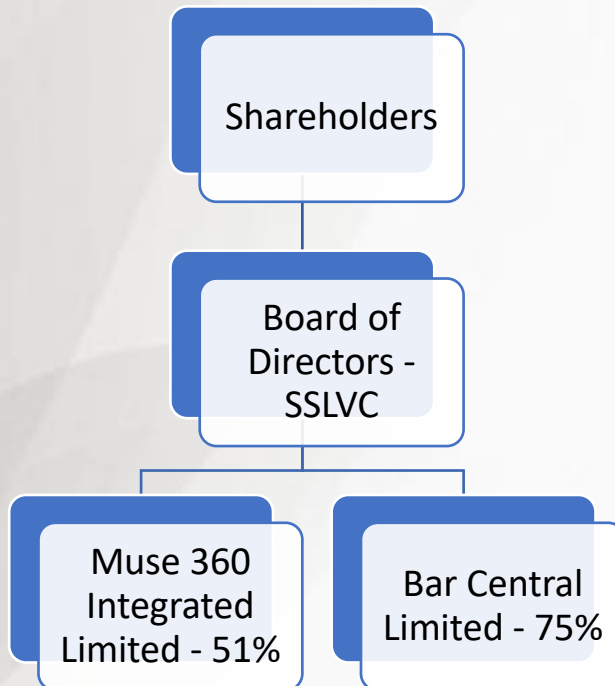 Shareholders
Board of
Directors -
SSLVC
Muse 360
Integrated
Limited - 51%
Bar Central
Limited - 75%